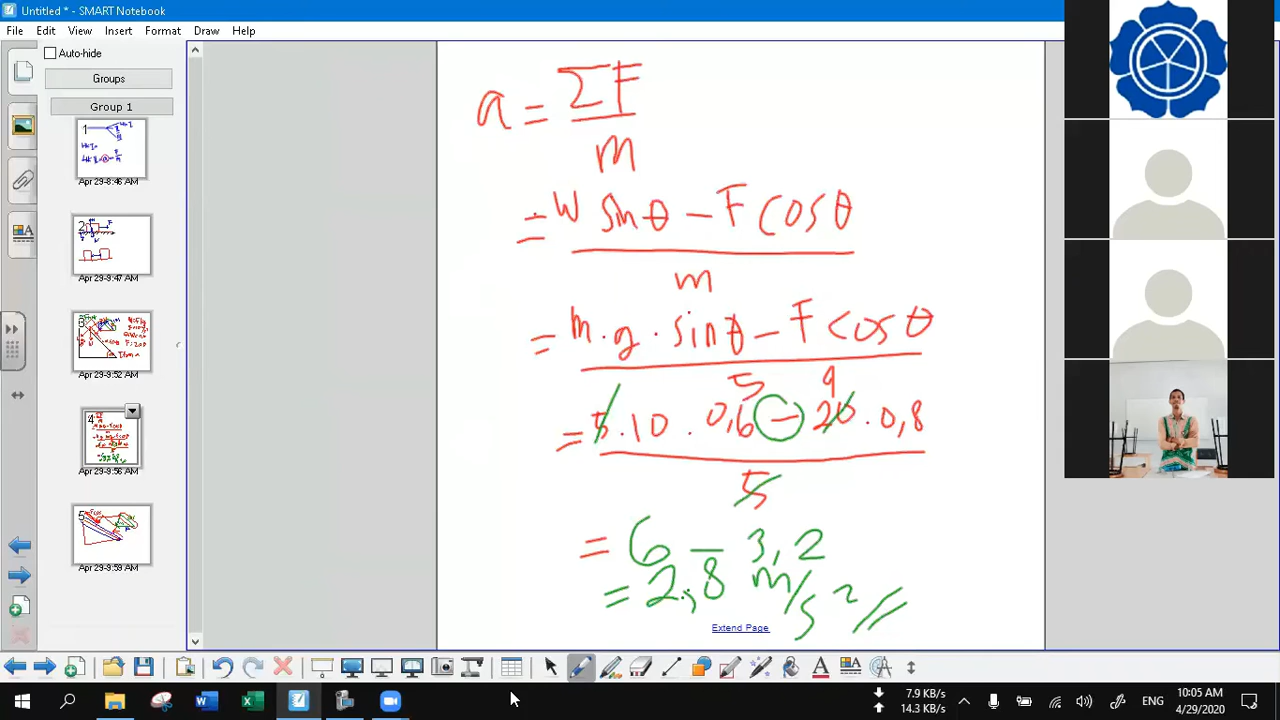 Untitled * - SMART Notebook
File Edit View Insert Format Draw Help
Auto-hide
Groups
Group 1
Apr 29-8:46 AM
Apr 29-9:47 AM
Apr 29-9:52 AM
Apr 29-9:56 AM
Apr 29-9:59 AM
a = ΣF
m
= W sin θ – F cos θ
m
= m . g . sin θ – F cos θ
5 4
= 5 . 10 . 0,6 – 20 . 0,8
5
= 6 – 3,2
= 2,8 m/s² //
Extend Page
7.9 KB/s
14.3 KB/s
ENG
10:05 AM
4/29/2020